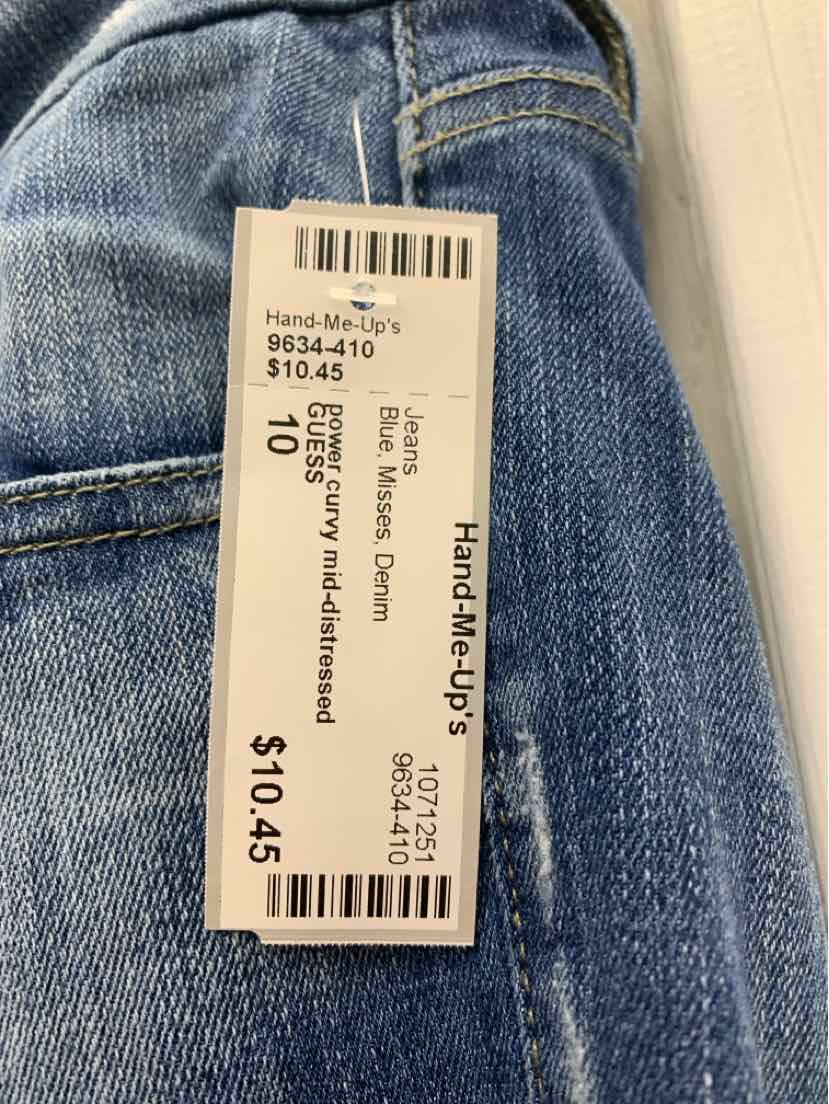 Hand-Me-Up's
9634-410
$10.45
Hand-Me-Up's
1071251
9634-410
Jeans
Blue, Misses, Denim
power curvy mid-distressed
GUESS
10
$10.45